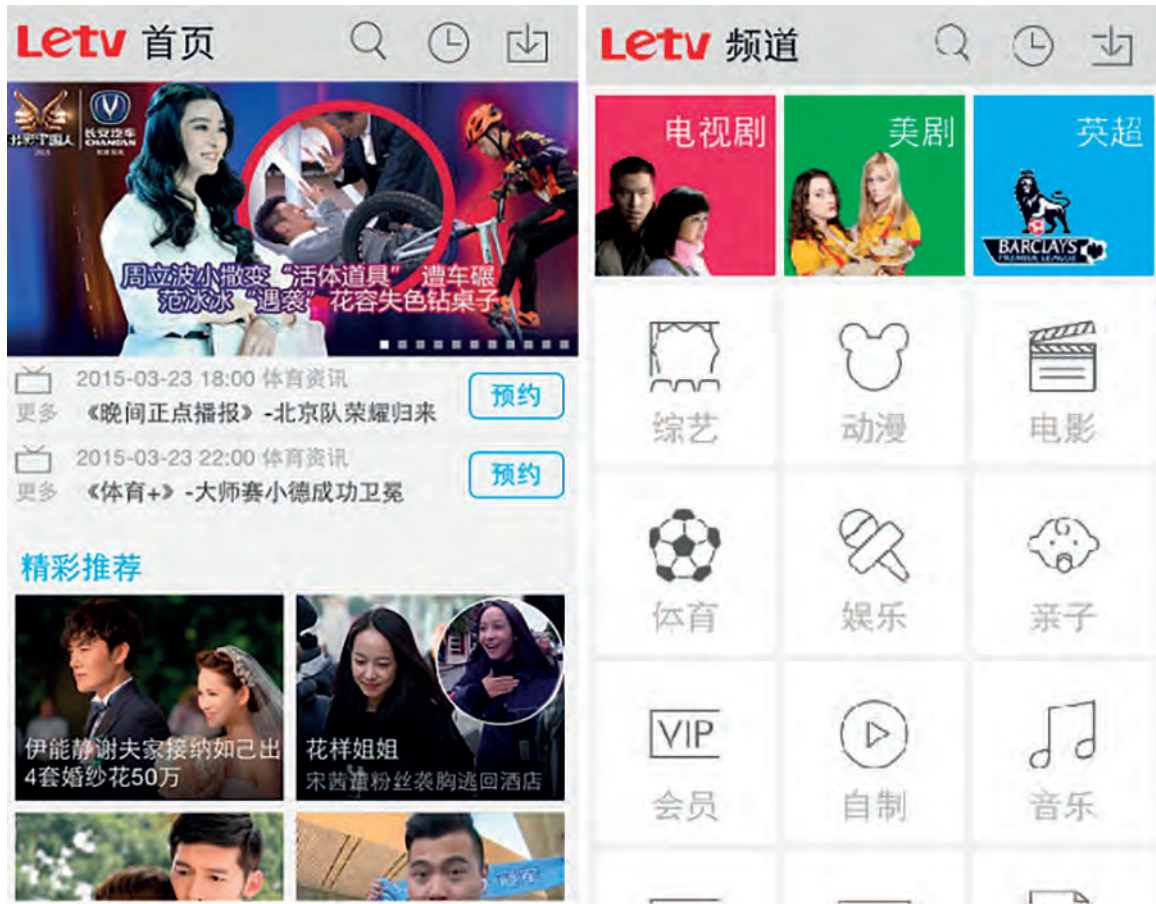 Letv 首页
长安汽车
CHANGAN
周立波小撒变“活体道具” 遭车碾
范冰冰“遇袭”花容失色钻桌子
2015-03-23 18:00 体育资讯
预约
更多
《晚间正点播报》-北京队荣耀归来
2015-03-23 22:00 体育资讯
预约
更多
《体育+》-大师赛小德成功卫冕
精彩推荐
伊能静谢夫家接纳如己出
4套婚纱花50万
花样姐姐
宋茜遭粉丝袭胸逃回酒店
Letv 频道
电视剧
美剧
英超
BARCLAYS
PREMIER LEAGUE
综艺
动漫
电影
体育
娱乐
亲子
VIP
会员
自制
音乐